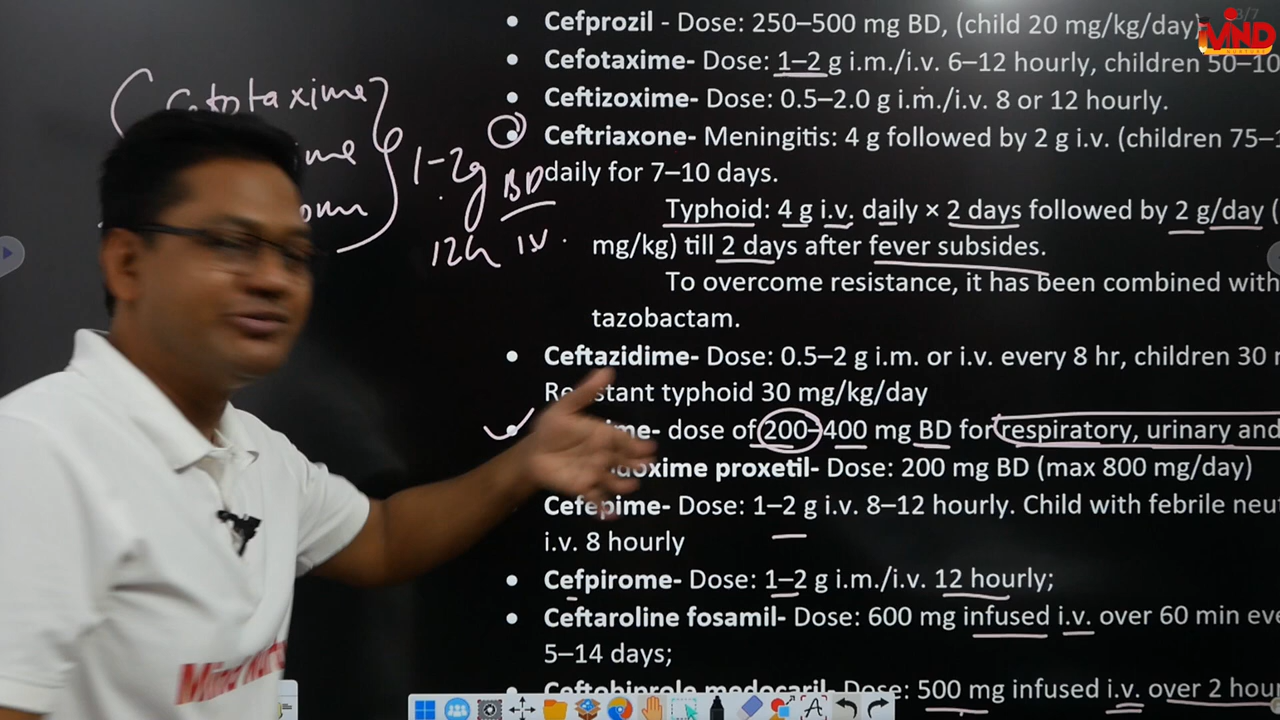 Cefprozil - Dose: 250–500 mg BD, (child 20 mg/kg/day)
3/7
MIND
Cefotaxime- Dose: 1–2 g i.m./i.v. 6–12 hourly, children 50–10
Ceftizoxime- Dose: 0.5–2.0 g i.m./i.v. 8 or 12 hourly.
Ceftriaxone- Meningitis: 4 g followed by 2 g i.v. (children 75–
daily for 7–10 days.
Typhoid: 4 g i.v. daily × 2 days followed by 2 g/day (
mg/kg) till 2 days after fever subsides.
To overcome resistance, it has been combined with
tazobactam.
Ceftazidime- Dose: 0.5–2 g i.m. or i.v. every 8 hr, children 30
Resistant typhoid 30 mg/kg/day
me- dose of 200–400 mg BD for respiratory, urinary and
doxime proxetil- Dose: 200 mg BD (max 800 mg/day)
Cefepime- Dose: 1–2 g i.v. 8–12 hourly. Child with febrile neu
i.v. 8 hourly
Cefpirome- Dose: 1–2 g i.m./i.v. 12 hourly;
Ceftaroline fosamil- Dose: 600 mg infused i.v. over 60 min eve
5–14 days;
Ceftobiprole medocaril- Dose: 500 mg infused i.v. over 2 hour
Cefotaxime
ime
1–2g BD
12h IV
Mind